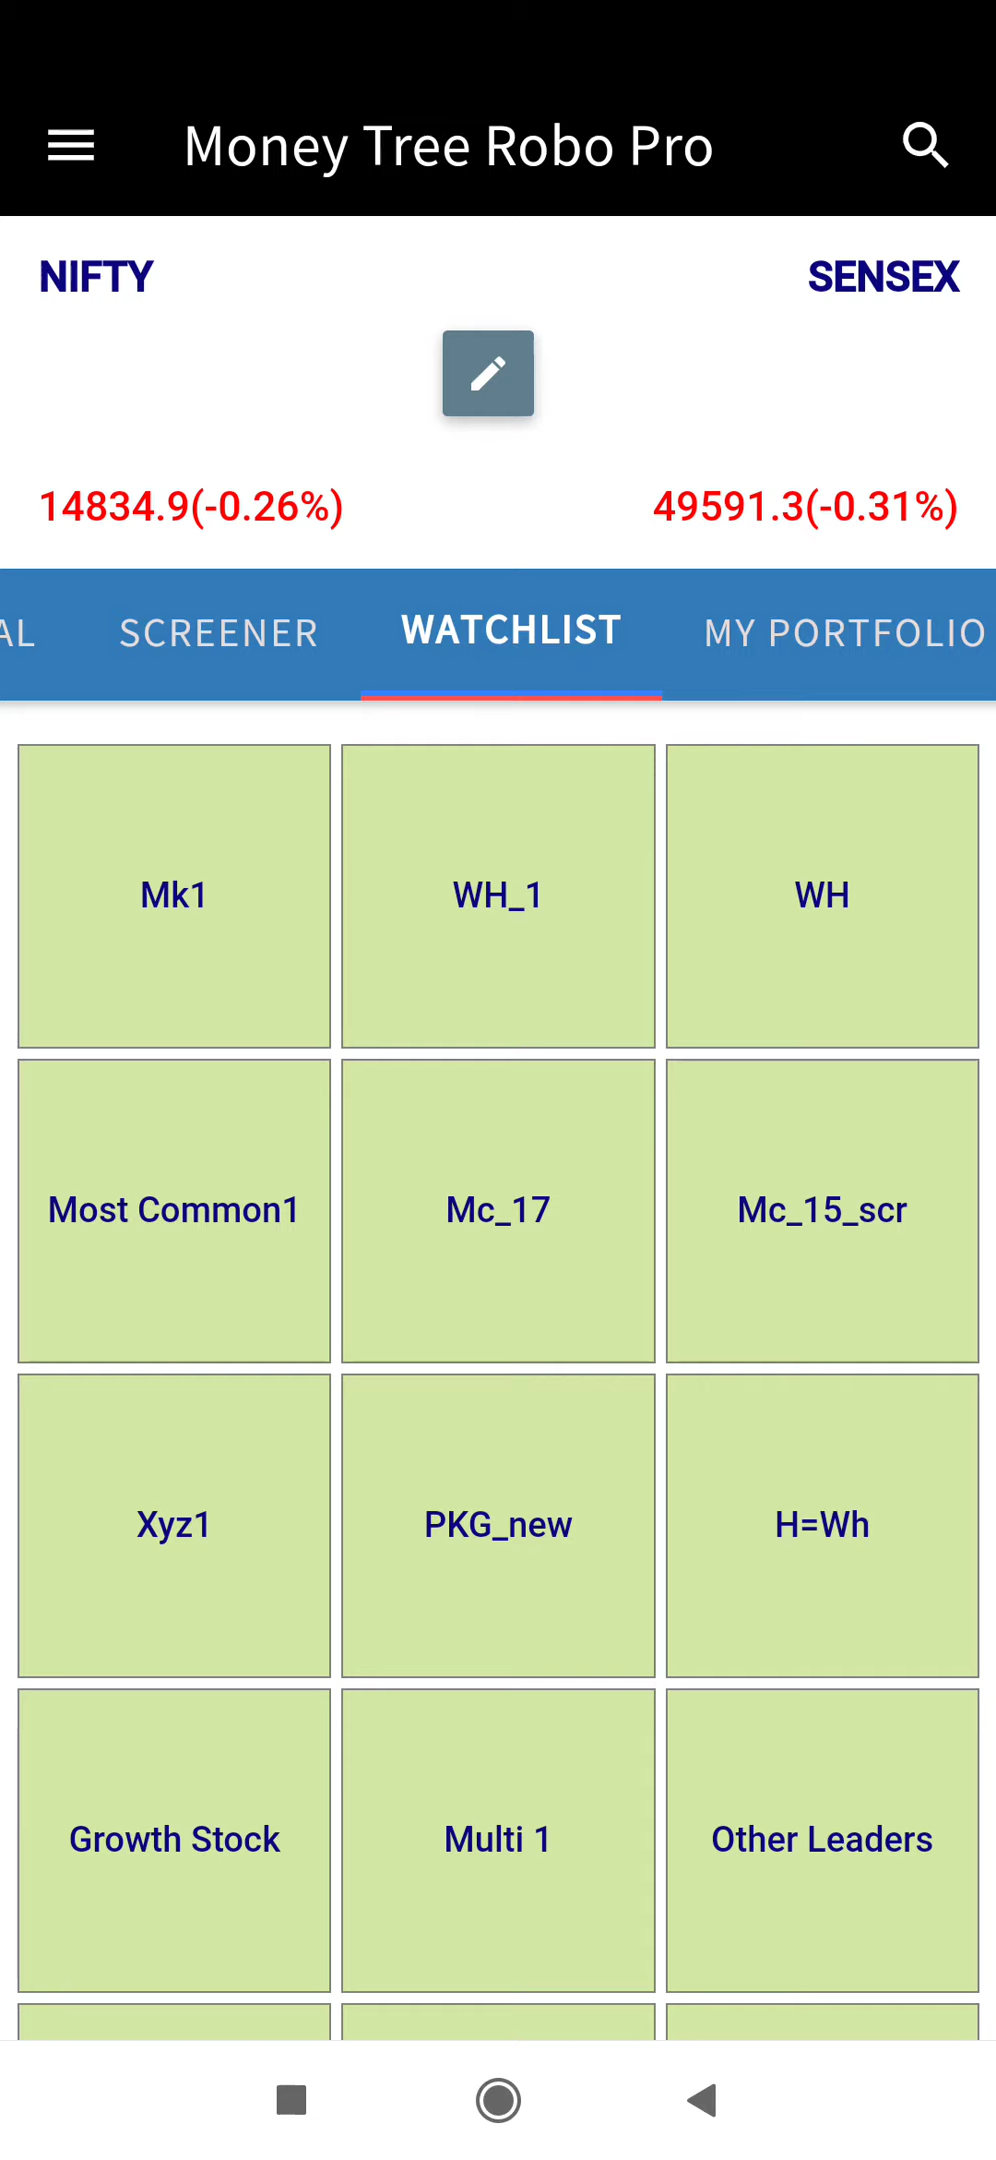 Money Tree Robo Pro
NIFTY SENSEX
14834.9(-0.26%) 49591.3(-0.31%)
AL SCREENER WATCHLIST MY PORTFOLIO
Mk1 WH_1 WH
Most Common1 Mc_17 Mc_15_scr
Xyz1 PKG_new H=Wh
Growth Stock Multi 1 Other Leaders